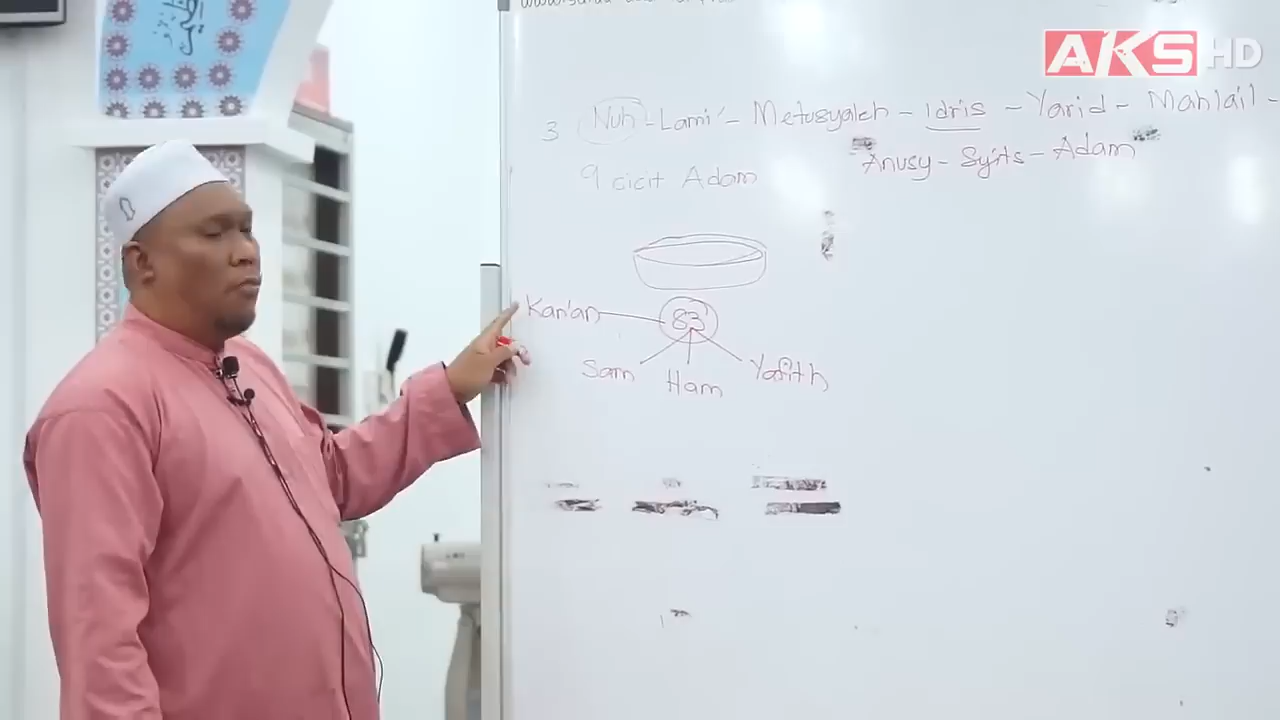 AKS HD
3 Nuh - Lami' - Metusyaleh - Idris - Yarid - Mahlail -
Anusy - Syits - Adam
9 cicit Adam
Kan'an
83
Sam Ham Yafith